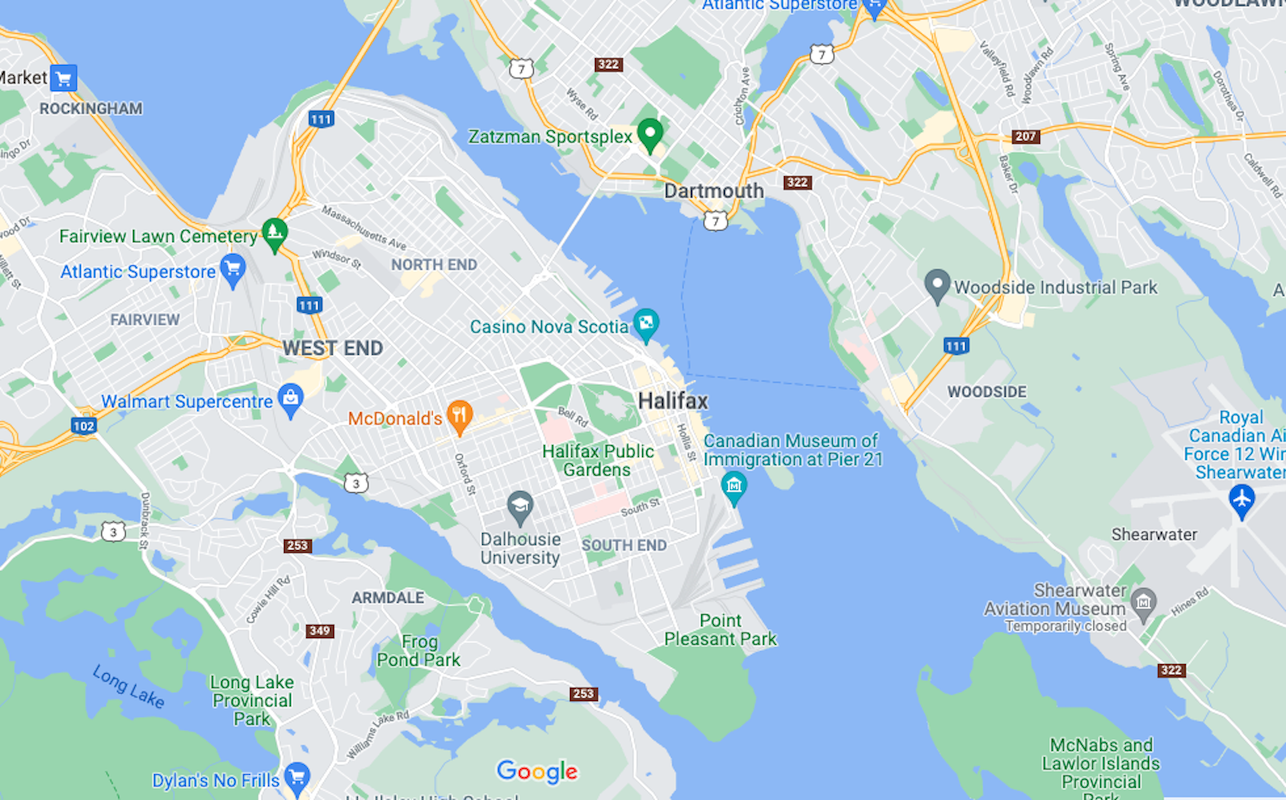 Atlantic Superstore
WOODLAWN
7
322
7
Market
ROCKINGHAM
Valleyfield Rd
Woodlawn Rd
Spring Ave
Dorothea Dr
Wyse Rd
Crichton Ave
111
Zatzman Sportsplex
207
Caldwell Rd
Baker Dr
322
Dartmouth
7
Massachusetts Ave
Windsor St
Fairview Lawn Cemetery
Atlantic Superstore
NORTH END
111
Woodside Industrial Park
FAIRVIEW
Casino Nova Scotia
WEST END
111
WOODSIDE
Walmart Supercentre
McDonald's
Halifax
102
Bell Rd
Hollis St
Royal
Canadian Ai
Force 12 Win
Shearwater
Canadian Museum of
Immigration at Pier 21
Halifax Public
Gardens
Oxford St
3
South St
Dunbrack St
3
253
Dalhousie
University
SOUTH END
Shearwater
Cowie Hill Rd
ARMDALE
Shearwater
Aviation Museum
Temporarily closed
Hines Rd
349
Frog
Pond Park
Point
Pleasant Park
322
Long Lake
Long Lake
Provincial
Park
253
Williams Lake Rd
McNabs and
Lawlor Islands
Provincial
Park
Google
Dylan's No Frills